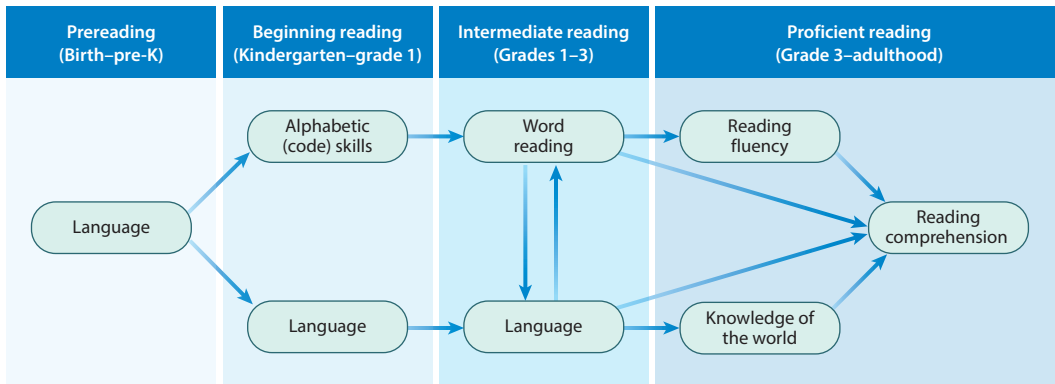 Prereading
(Birth–pre-K)
Beginning reading
(Kindergarten–grade 1)
Intermediate reading
(Grades 1–3)
Proficient reading
(Grade 3–adulthood)
Language
Alphabetic
(code) skills
Language
Word
reading
Language
Reading
fluency
Knowledge of
the world
Reading
comprehension